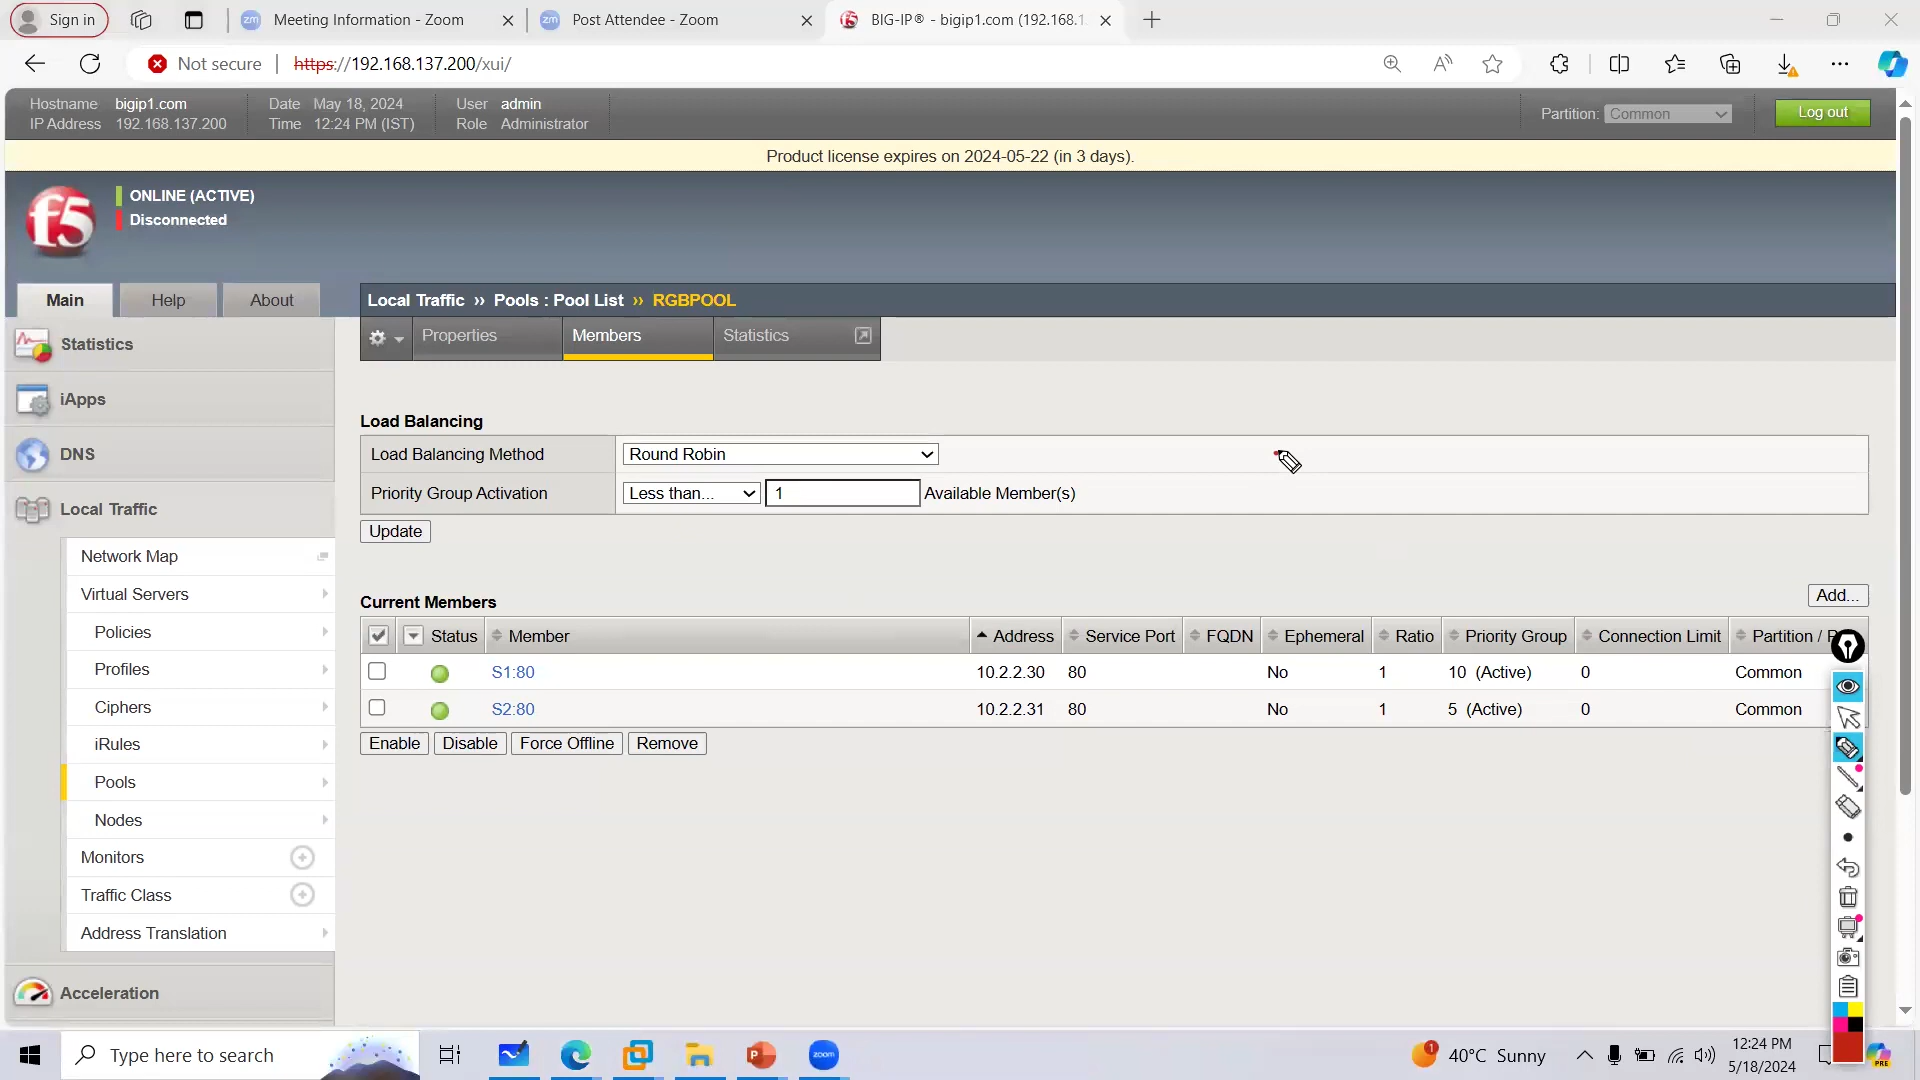 Sign in
Meeting Information - Zoom
Post Attendee - Zoom
BIG-IP® - bigip1.com (192.168.1
Not secure
https://192.168.137.200/xui/
Hostname bigip1.com
IP Address 192.168.137.200
Date May 18, 2024
Time 12:24 PM (IST)
User admin
Role Administrator
Partition: Common
Log out
Product license expires on 2024-05-22 (in 3 days).
f5
ONLINE (ACTIVE)
Disconnected
Main
Help
About
Local Traffic ›› Pools : Pool List ›› RGBPOOL
Properties
Members
Statistics
Statistics
iApps
DNS
Local Traffic
Network Map
Virtual Servers
Policies
Profiles
Ciphers
iRules
Pools
Nodes
Monitors
Traffic Class
Address Translation
Acceleration
Load Balancing
Load Balancing Method Round Robin
Priority Group Activation Less than... 1 Available Member(s)
Update
Current Members
Add...
Status Member Address Service Port FQDN Ephemeral Ratio Priority Group Connection Limit Partition /
S1:80 10.2.2.30 80 No 1 10 (Active) 0 Common
S2:80 10.2.2.31 80 No 1 5 (Active) 0 Common
Enable Disable Force Offline Remove
Type here to search
zoom
1
40°C Sunny
12:24 PM
5/18/2024
PRE